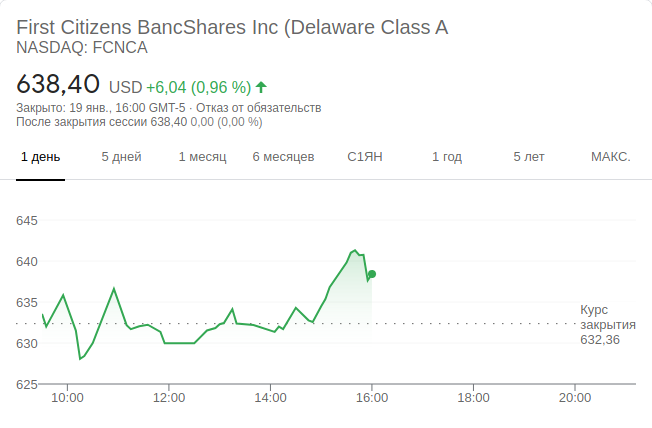 First Citizens BancShares Inc (Delaware Class A
NASDAQ: FCNCA
638,40 USD +6,04 (0,96 %)
Закрыто: 19 янв., 16:00 GMT-5 · Отказ от обязательств
После закрытия сессии 638,40 0,00 (0,00 %)
1 день 5 дней 1 месяц 6 месяцев С1ЯН 1 год 5 лет МАКС.
645
640
635
630
625
Курс
закрытия
632,36
10:00 12:00 14:00 16:00 18:00 20:00